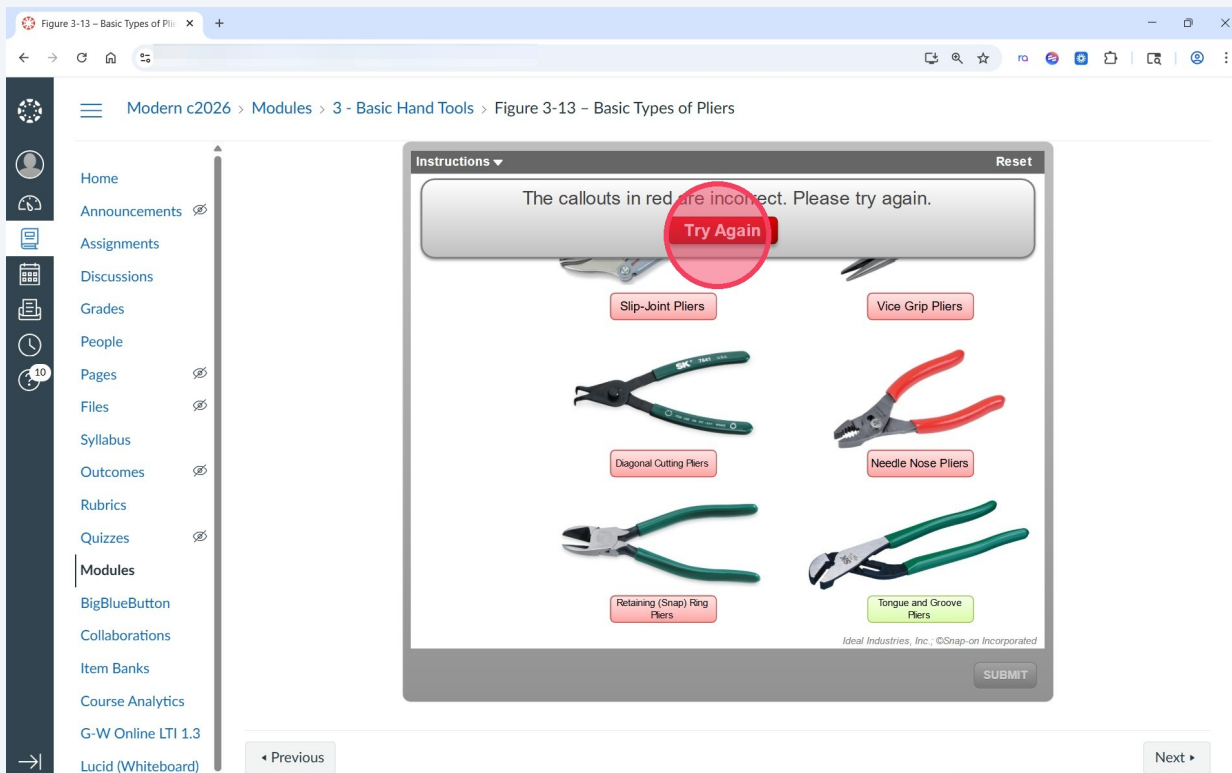 Figure 3-13 – Basic Types of Plie
Modern c2026 > Modules > 3 - Basic Hand Tools > Figure 3-13 – Basic Types of Pliers
10
Home
Announcements
Assignments
Discussions
Grades
People
Pages
Files
Syllabus
Outcomes
Rubrics
Quizzes
Modules
BigBlueButton
Collaborations
Item Banks
Course Analytics
G-W Online LTI 1.3
Lucid (Whiteboard)
Instructions
Reset
The callouts in red are incorrect. Please try again.
Try Again
Slip-Joint Pliers
Vice Grip Pliers
SK 7641 U.S.A.
Diagonal Cutting Pliers
Needle Nose Pliers
Retaining (Snap) Ring
Pliers
Tongue and Groove
Pliers
Ideal Industries, Inc.; ©Snap-on Incorporated
SUBMIT
Previous
Next